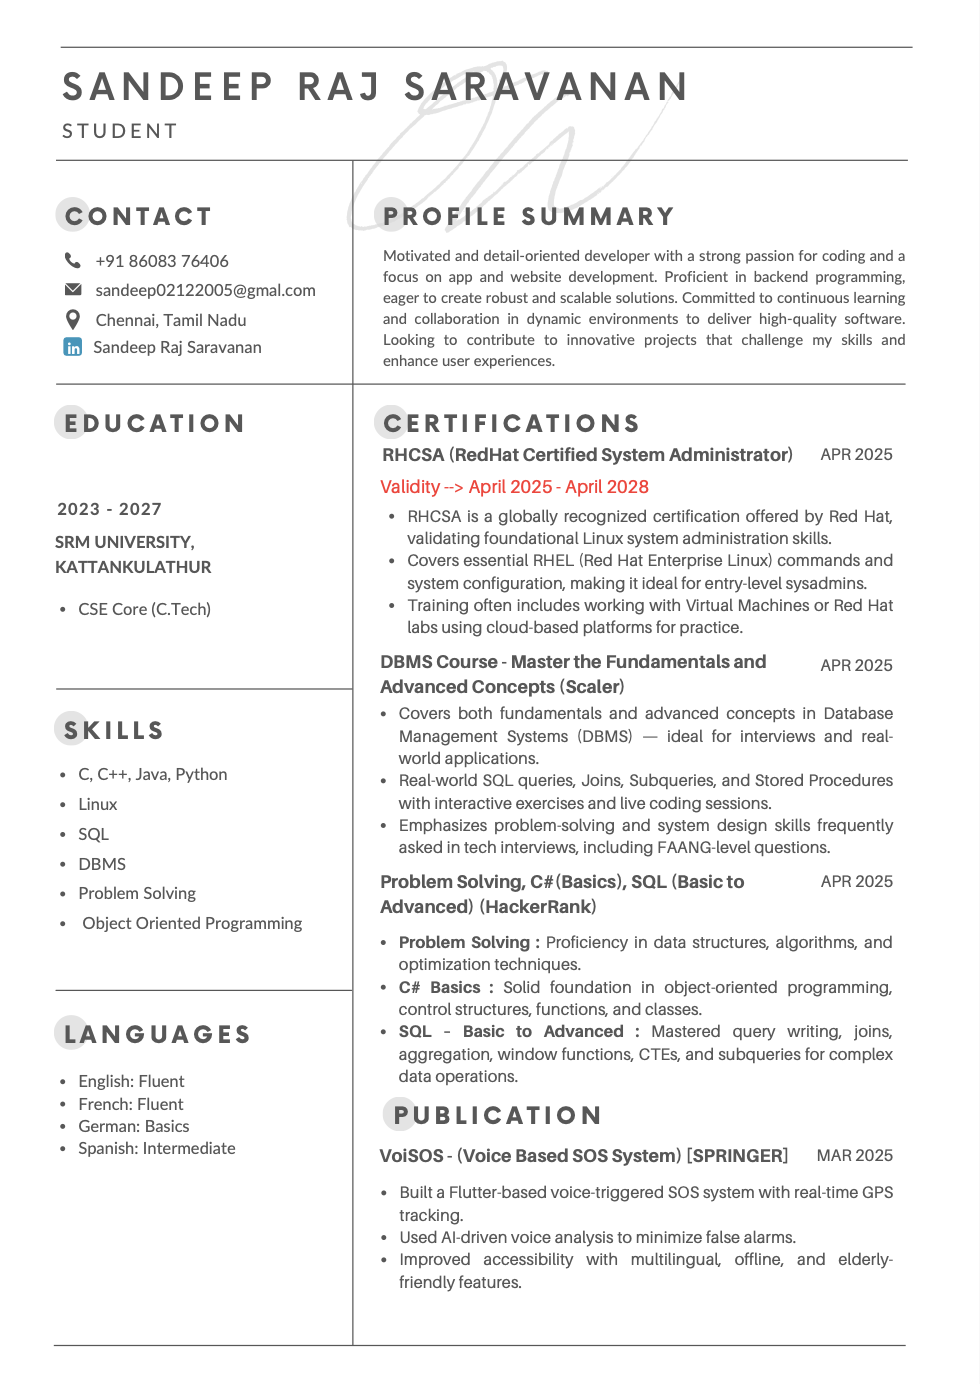 SANDEEP RAJ SARAVANAN
STUDENT
CONTACT
+91 86083 76406
sandeep02122005@gmal.com
Chennai, Tamil Nadu
in Sandeep Raj Saravanan
EDUCATION
2023 - 2027
SRM UNIVERSITY,
KATTANKULATHUR
• CSE Core (C.Tech)
SKILLS
• C, C++, Java, Python
• Linux
• SQL
• DBMS
• Problem Solving
• Object Oriented Programming
LANGUAGES
• English: Fluent
• French: Fluent
• German: Basics
• Spanish: Intermediate
PROFILE SUMMARY
Motivated and detail-oriented developer with a strong passion for coding and a
focus on app and website development. Proficient in backend programming,
eager to create robust and scalable solutions. Committed to continuous learning
and collaboration in dynamic environments to deliver high-quality software.
Looking to contribute to innovative projects that challenge my skills and
enhance user experiences.
CERTIFICATIONS
RHCSA (RedHat Certified System Administrator) APR 2025
Validity --> April 2025 - April 2028
• RHCSA is a globally recognized certification offered by Red Hat,
validating foundational Linux system administration skills.
• Covers essential RHEL (Red Hat Enterprise Linux) commands and
system configuration, making it ideal for entry-level sysadmins.
• Training often includes working with Virtual Machines or Red Hat
labs using cloud-based platforms for practice.
DBMS Course - Master the Fundamentals and APR 2025
Advanced Concepts (Scaler)
• Covers both fundamentals and advanced concepts in Database
Management Systems (DBMS) — ideal for interviews and real-
world applications.
• Real-world SQL queries, Joins, Subqueries, and Stored Procedures
with interactive exercises and live coding sessions.
• Emphasizes problem-solving and system design skills frequently
asked in tech interviews, including FAANG-level questions.
Problem Solving, C#(Basics), SQL (Basic to APR 2025
Advanced) (HackerRank)
• Problem Solving : Proficiency in data structures, algorithms, and
optimization techniques.
• C# Basics : Solid foundation in object-oriented programming,
control structures, functions, and classes.
• SQL – Basic to Advanced : Mastered query writing, joins,
aggregation, window functions, CTEs, and subqueries for complex
data operations.
PUBLICATION
VoiSOS - (Voice Based SOS System) [SPRINGER] MAR 2025
• Built a Flutter-based voice-triggered SOS system with real-time GPS
tracking.
• Used AI-driven voice analysis to minimize false alarms.
• Improved accessibility with multilingual, offline, and elderly-
friendly features.